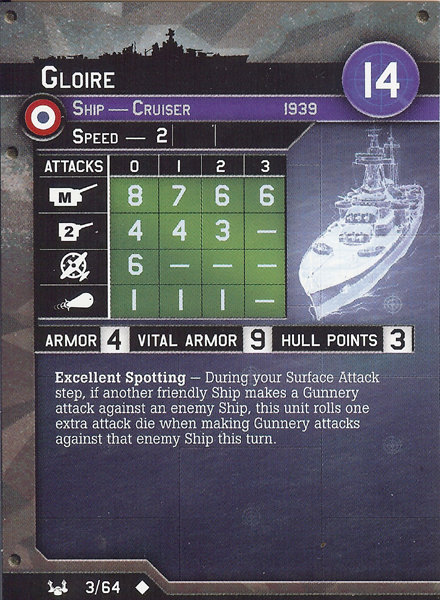 GLOIRE
14
SHIP — CRUISER 1939
SPEED — 2
ATTACKS 0 1 2 3
M 8 7 6 6
2 4 4 3 —
6 — — —
1 1 1 —
ARMOR 4 VITAL ARMOR 9 HULL POINTS 3
Excellent Spotting — During your Surface Attack
step, if another friendly Ship makes a Gunnery
attack against an enemy Ship, this unit rolls one
extra attack die when making Gunnery attacks
against that enemy Ship this turn.
3/64